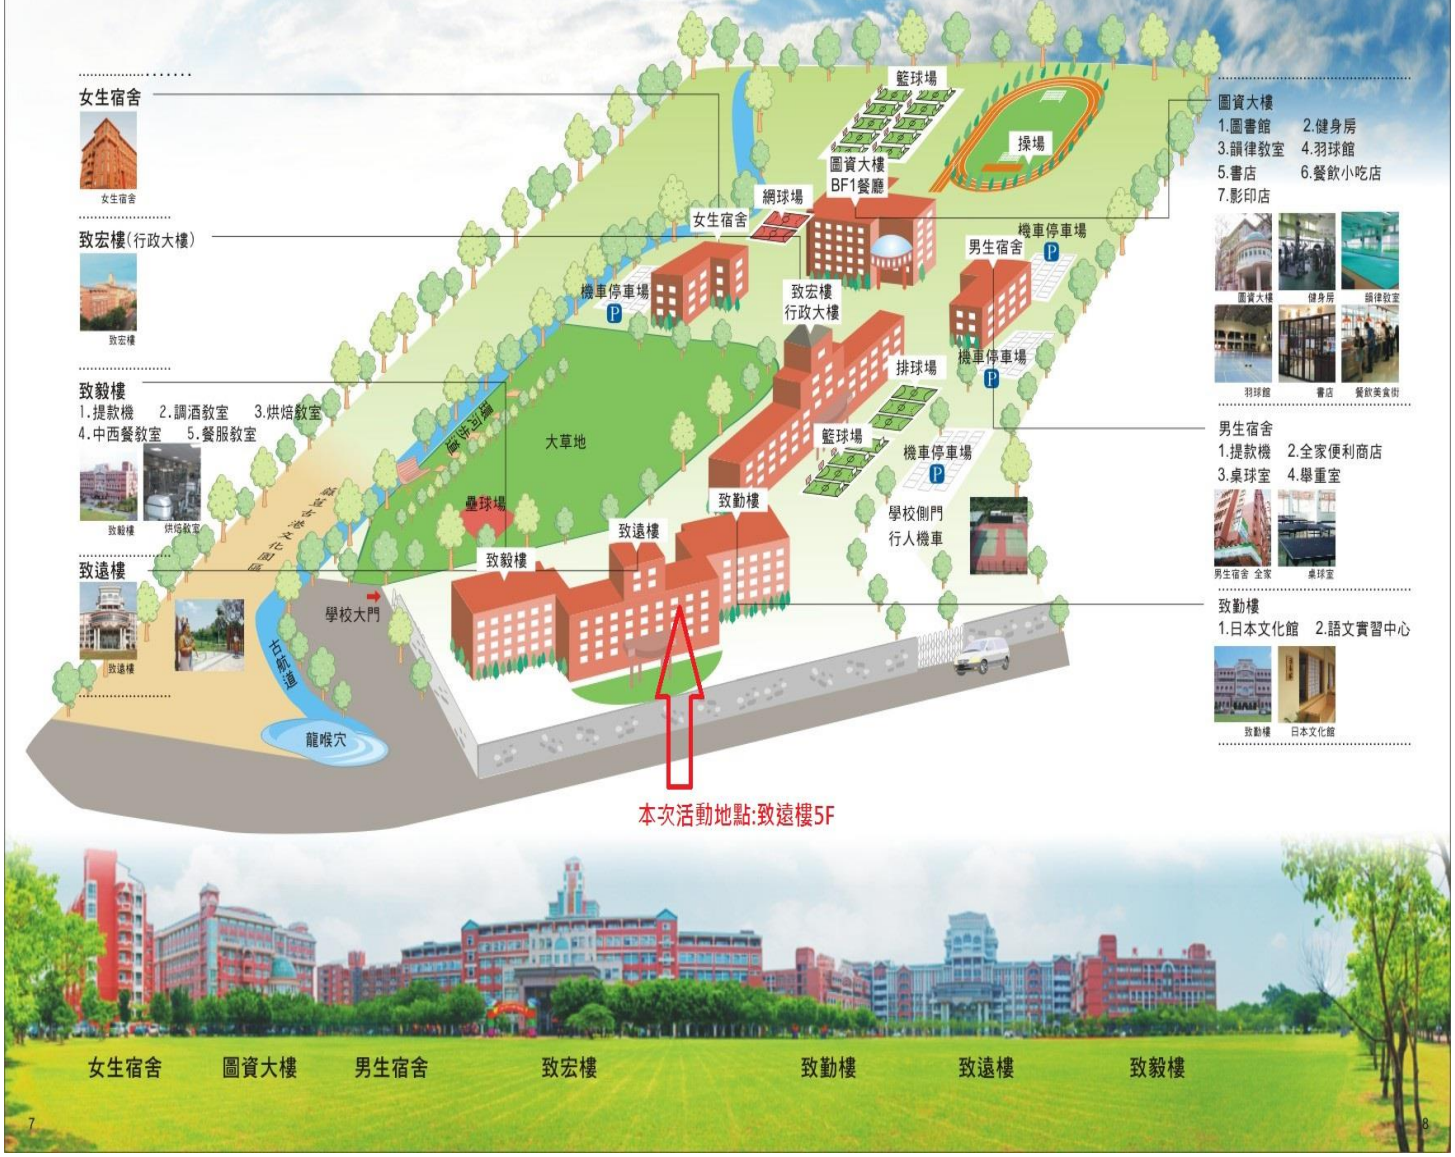 女生宿舍
女生宿舍
致宏樓(行政大樓)
致宏樓
致毅樓
1.提款機 2.調酒教室 3.烘焙教室
4.中西餐教室 5.餐服教室
致毅樓 烘焙教室
致遠樓
致遠樓
籃球場
操場
圖資大樓
BF1餐廳
網球場
女生宿舍
機車停車場
P
男生宿舍
機車停車場
P
致宏樓
行政大樓
機車停車場
P
排球場
籃球場
機車停車場
P
環河步道
大草地
壘球場
致勤樓
致遠樓
致毅樓
學校側門
行人機車
古港文化園區
學校大門
古航道
龍喉穴
本次活動地點:致遠樓5F
圖資大樓
1.圖書館 2.健身房
3.韻律教室 4.羽球館
5.書店 6.餐飲小吃店
7.影印店
圖資大樓 健身房 韻律教室
羽球館 書店 餐飲美食街
男生宿舍
1.提款機 2.全家便利商店
3.桌球室 4.舉重室
男生宿舍 全家 桌球室
致勤樓
1.日本文化館 2.語文實習中心
致勤樓 日本文化館
女生宿舍 圖資大樓 男生宿舍 致宏樓 致勤樓 致遠樓 致毅樓
7 8